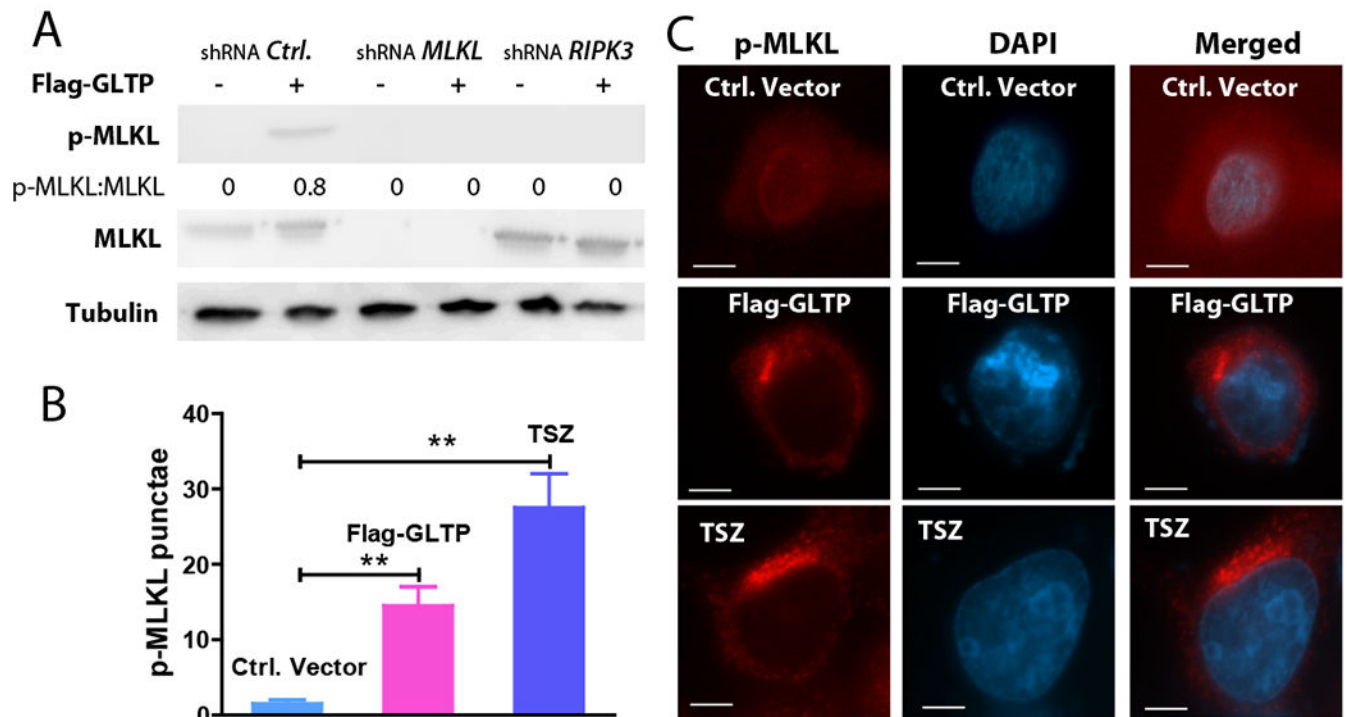 A
shRNA Ctrl. shRNA MLKL shRNA RIPK3
Flag-GLTP - + - + - +
p-MLKL
p-MLKL:MLKL 0 0.8 0 0 0 0
MLKL
Tubulin
B
p-MLKL punctae
40
30
20
10
0
Ctrl. Vector
Flag-GLTP
TSZ
**
**
C
p-MLKL DAPI Merged
Ctrl. Vector Ctrl. Vector Ctrl. Vector
Flag-GLTP Flag-GLTP Flag-GLTP
TSZ TSZ TSZ